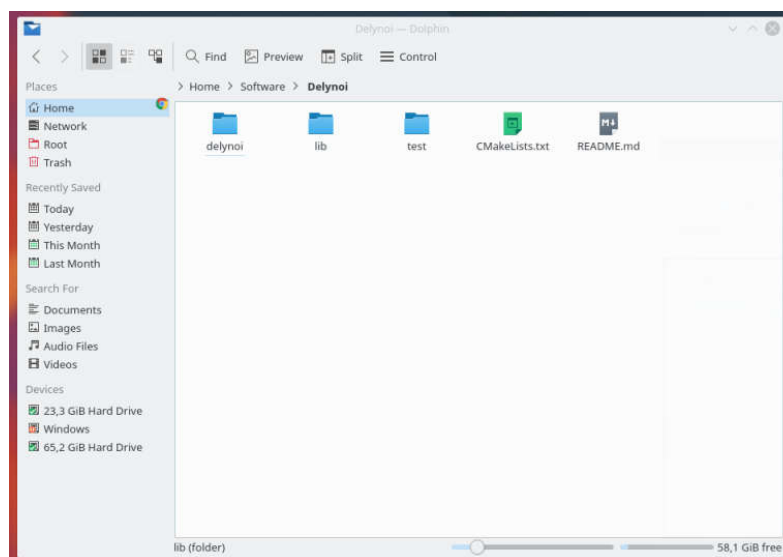 Delynoi — Dolphin
Find Preview Split Control
Places
Home
Network
Root
Trash
Recently Saved
Today
Yesterday
This Month
Last Month
Search For
Documents
Images
Audio Files
Videos
Devices
23,3 GiB Hard Drive
Windows
65,2 GiB Hard Drive
> Home > Software > Delynoi
delynoi lib test CMakeLists.txt README.md
M↓
lib (folder) 58,1 GiB free